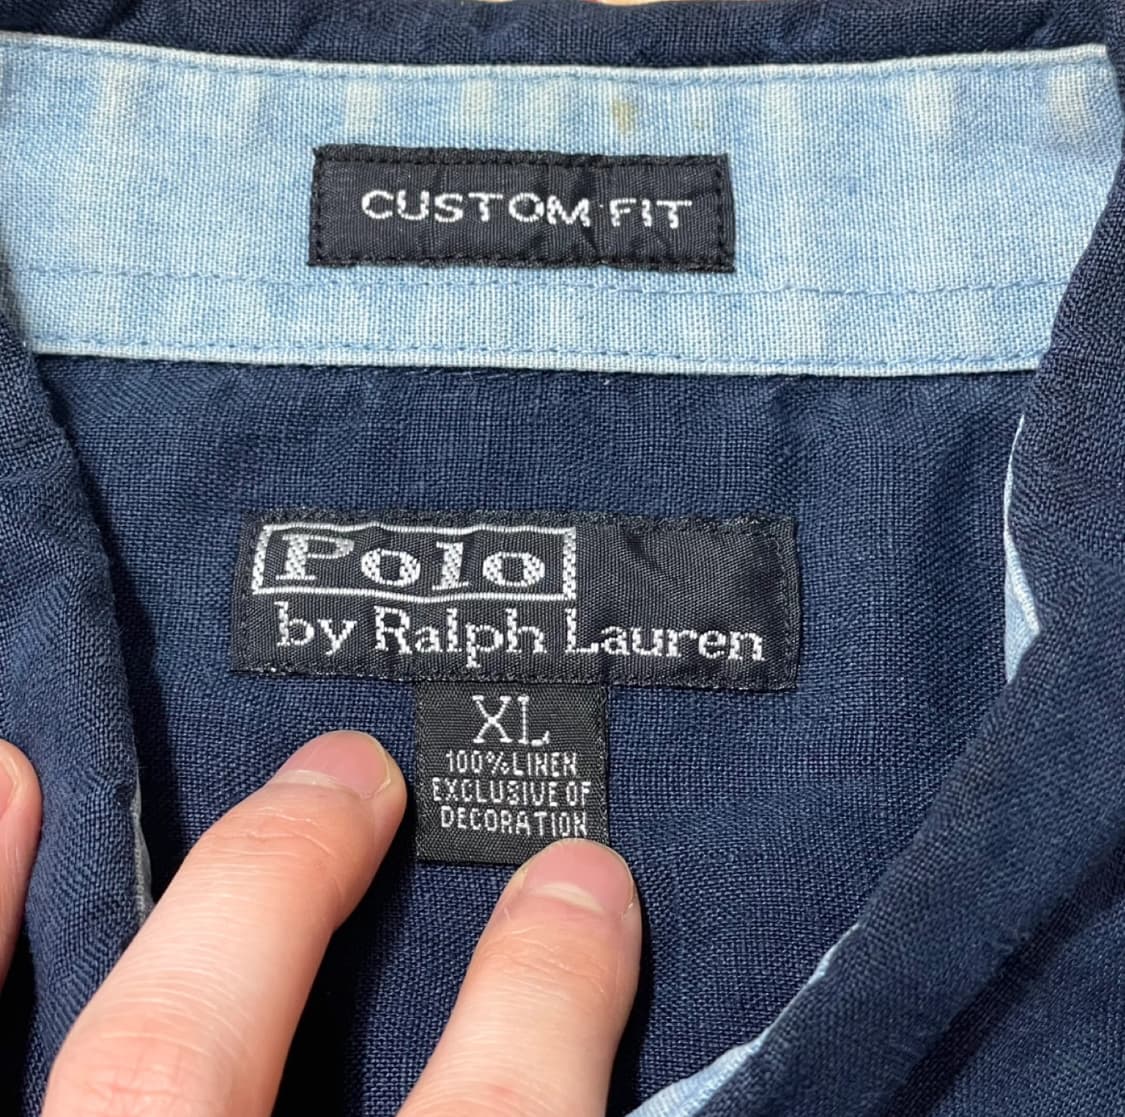 CUSTOM FIT
Polo
by Ralph Lauren
XL
100% LINEN
EXCLUSIVE OF
DECORATION